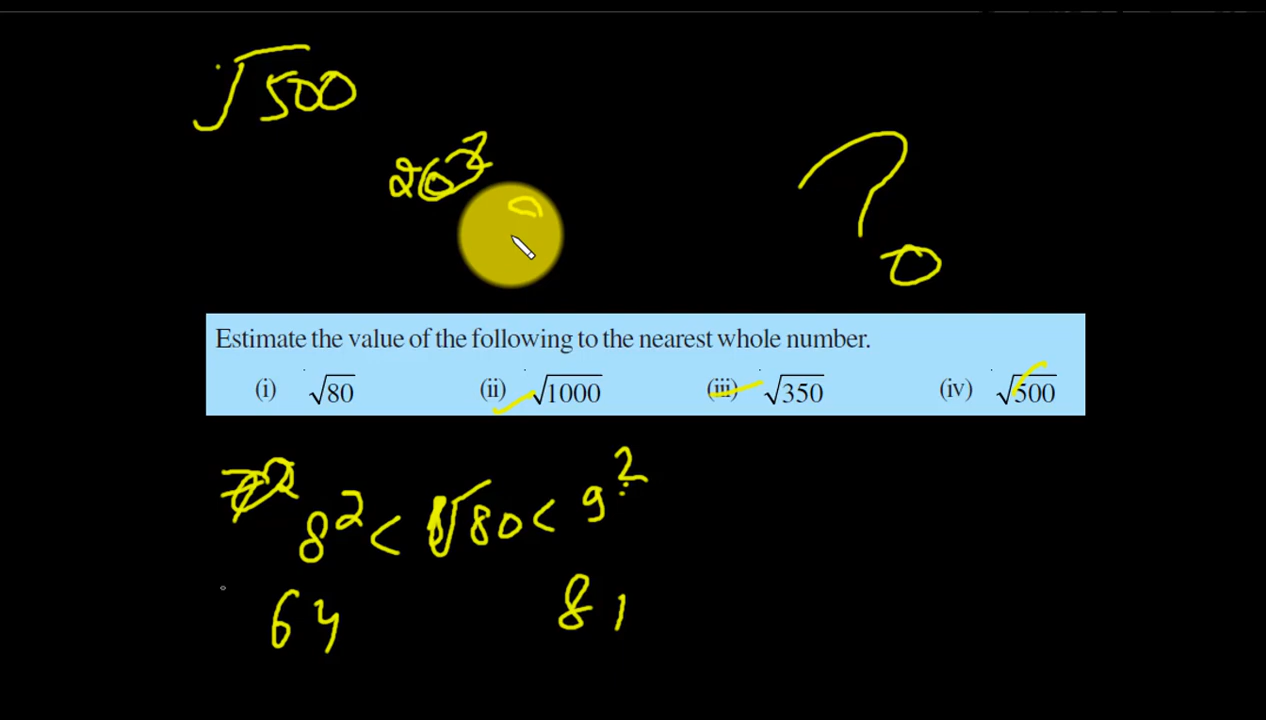 √500
20²
?
Estimate the value of the following to the nearest whole number.
(i) √80 (ii) √1000 (iii) √350 (iv) √500
8² < √80 < 9²
64 81